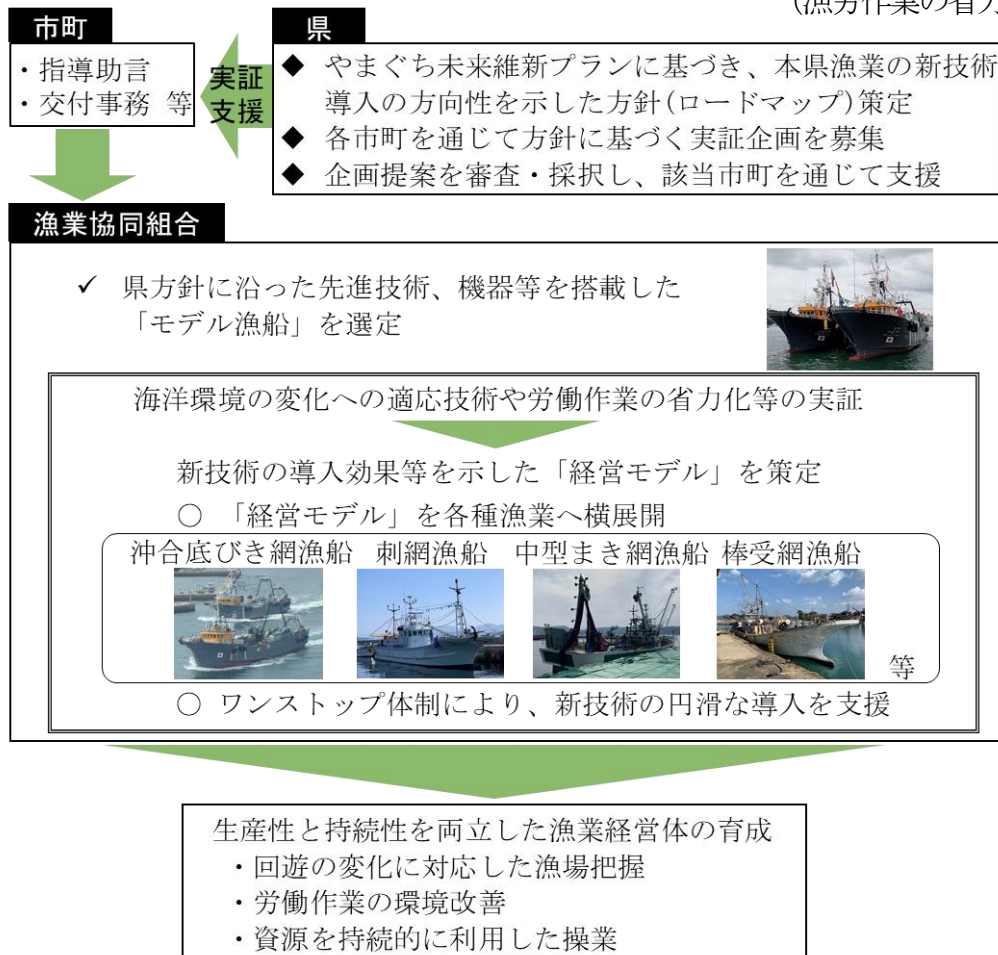 (漁労作業の省力
市町
・指導助言
・交付事務 等
実証
支援
県
◆ やまぐち未来維新プランに基づき、本県漁業の新技術
導入の方向性を示した方針(ロードマップ)策定
◆ 各市町を通じて方針に基づく実証企画を募集
◆ 企画提案を審査・採択し、該当市町を通じて支援
漁業協同組合
✓ 県方針に沿った先進技術、機器等を搭載した
「モデル漁船」を選定
海洋環境の変化への適応技術や労働作業の省力化等の実証
新技術の導入効果等を示した「経営モデル」を策定
○ 「経営モデル」を各種漁業へ横展開
沖合底びき網漁船 刺網漁船 中型まき網漁船 棒受網漁船
等
○ ワンストップ体制により、新技術の円滑な導入を支援
生産性と持続性を両立した漁業経営体の育成
・回遊の変化に対応した漁場把握
・労働作業の環境改善
・資源を持続的に利用した操業